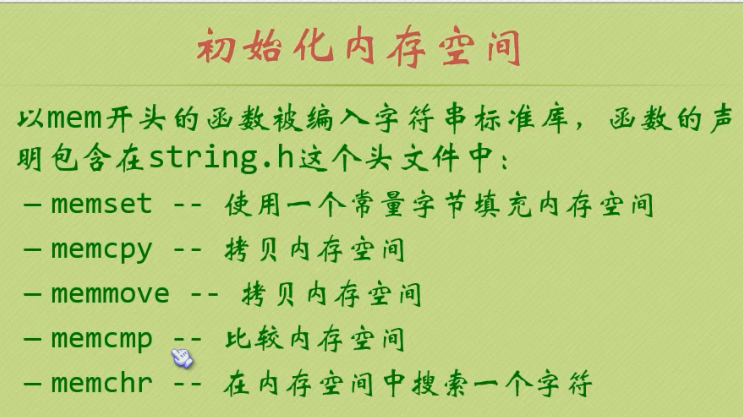 初始化内存空间
以mem开头的函数被编入字符串标准库，函数的声
明包含在string.h这个头文件中：
— memset -- 使用一个常量字节填充内存空间
— memcpy -- 拷贝内存空间
— memmove -- 拷贝内存空间
— memcmp -- 比较内存空间
— memchr -- 在内存空间中搜索一个字符